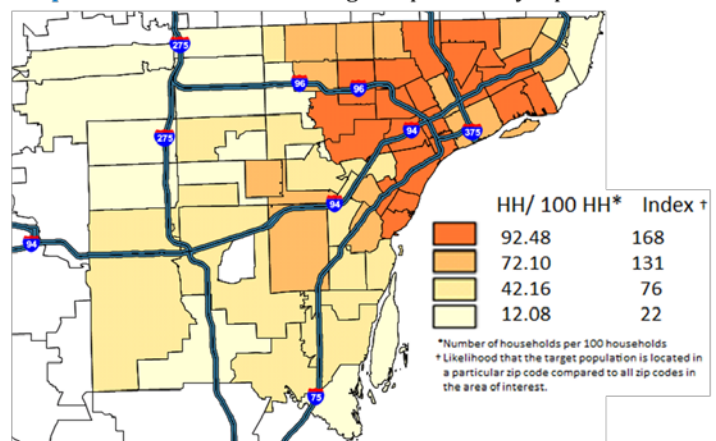 275
96
96
275
94
375
94
94
75
HH/ 100 HH* Index †
92.48 168
72.10 131
42.16 76
12.08 22
*Number of households per 100 households
† Likelihood that the target population is located in
a particular zip code compared to all zip codes in
the area of interest.